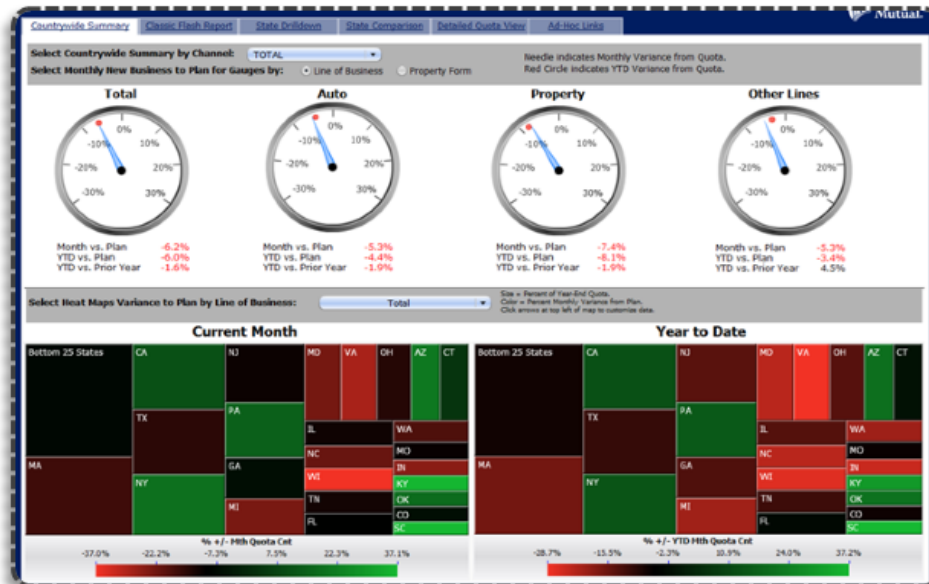 Mutual.
Countrywide Summary Classic Flash Report State Drilldown State Comparison Detailed Quota View Ad-Hoc Links
Select Countrywide Summary by Channel: TOTAL
Needle indicates Monthly Variance from Quota.
Select Monthly New Business to Plan for Gauges by: Line of Business Property Form
Red Circle indicates YTD Variance from Quota.
Total Auto Property Other Lines
0% 0% 0% 0%
-10% 10% -10% 10% -10% 10% -10% 10%
-20% 20% -20% 20% -20% 20% -20% 20%
-30% 30% -30% 30% -30% 30% -30% 30%
Month vs. Plan -6.2% Month vs. Plan -5.3% Month vs. Plan -7.4% Month vs. Plan -5.3%
YTD vs. Plan -6.0% YTD vs. Plan -4.4% YTD vs. Plan -8.1% YTD vs. Plan -3.4%
YTD vs. Prior Year -1.6% YTD vs. Prior Year -1.9% YTD vs. Prior Year -1.9% YTD vs. Prior Year 4.5%
Size = Percent of Year-End Quota.
Select Heat Maps Variance to Plan by Line of Business: Total
Color = Percent Monthly Variance from Plan.
Click arrows at top left of map to customize data.
Current Month
Bottom 25 States CA NJ MD VA OH AZ CT
TX PA IL WA
MO
MA NC IN
GA WI KY
NY TN OK
MI CO
FL SC
% +/- Mth Quota Cnt
-37.0% -22.2% -7.3% 7.5% 22.3% 37.1%
Year to Date
Bottom 25 States CA NJ MD VA OH AZ CT
TX PA IL WA
MO
MA NC IN
GA WI KY
NY TN OK
MI CO
FL SC
% +/- YTD Mth Quota Cnt
-28.7% -15.5% -2.3% 10.9% 24.0% 37.2%